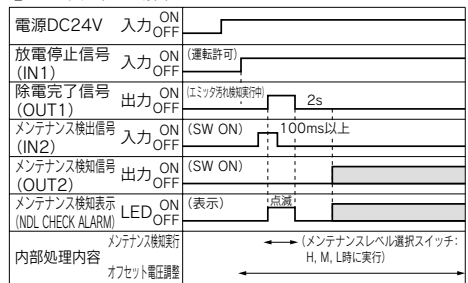 電源DC24V 入力 ON OFF
放電停止信号 (IN1) 入力 ON OFF (運転許可)
除電完了信号 (OUT1) 出力 ON OFF (エミッタ汚れ検知実行中) 2s
メンテナンス検出信号 (IN2) 入力 ON OFF (SW ON) 100ms以上
メンテナンス検知信号 (OUT2) 出力 ON OFF (SW ON)
メンテナンス検知表示 (NDL CHECK ALARM) LED ON OFF (表示) 点滅
内部処理内容 メンテナンス検知実行 (メンテナンスレベル選択スイッチ: H, M, L時に実行)
オフセット電圧調整